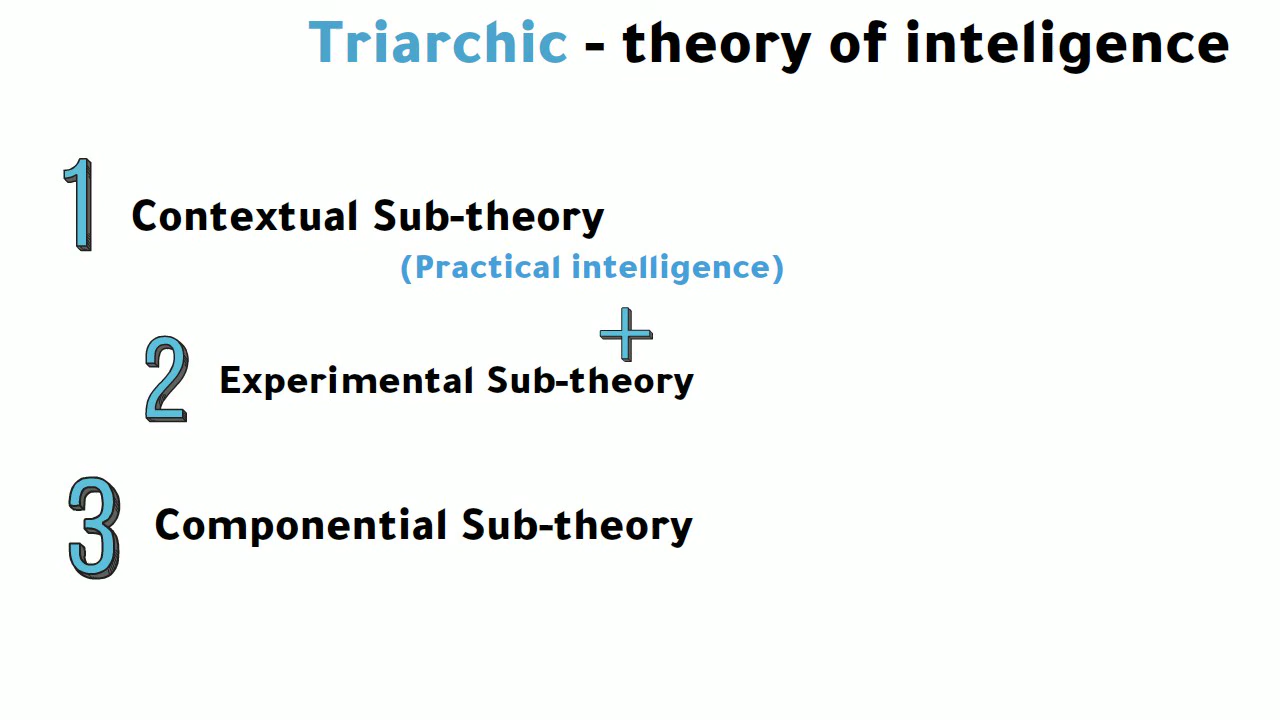 Triarchic - theory of inteligence
1 Contextual Sub-theory
(Practical intelligence)
+
2 Experimental Sub-theory
3 Componential Sub-theory